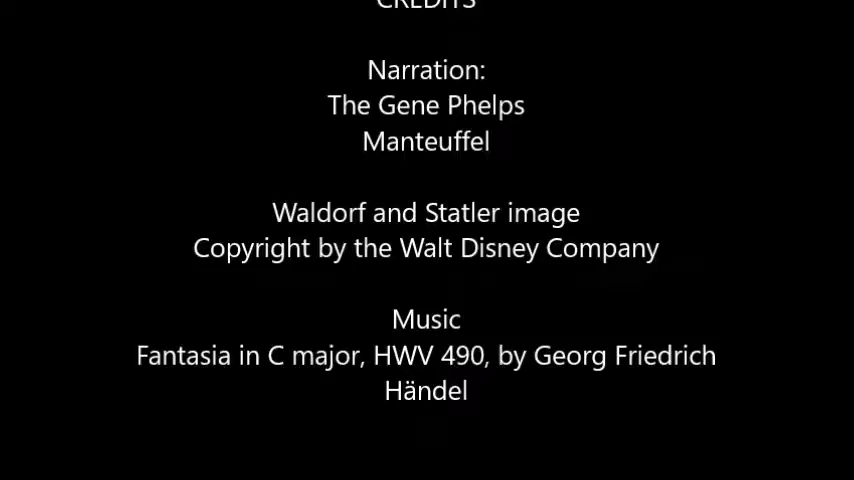 CREDITS
Narration:
The Gene Phelps
Manteuffel
Waldorf and Statler image
Copyright by the Walt Disney Company
Music
Fantasia in C major, HWV 490, by Georg Friedrich
Händel